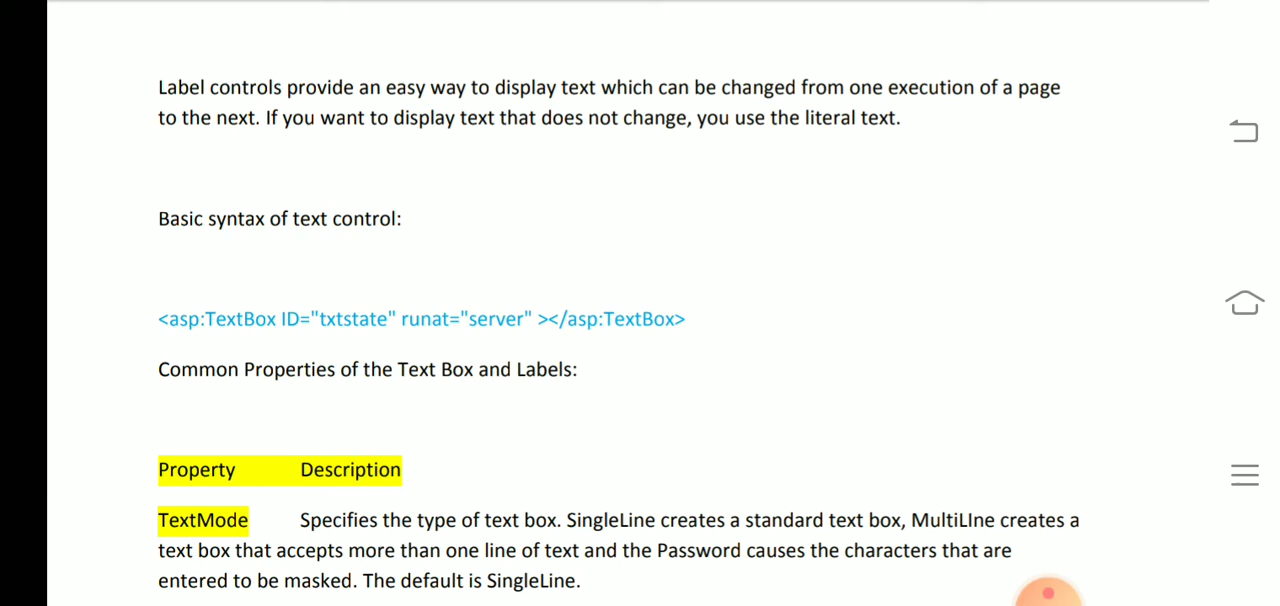 Label controls provide an easy way to display text which can be changed from one execution of a page
to the next. If you want to display text that does not change, you use the literal text.
Basic syntax of text control:
<asp:TextBox ID="txtstate" runat="server" ></asp:TextBox>
Common Properties of the Text Box and Labels:
Property Description
TextMode Specifies the type of text box. SingleLine creates a standard text box, MultiLIne creates a
text box that accepts more than one line of text and the Password causes the characters that are
entered to be masked. The default is SingleLine.